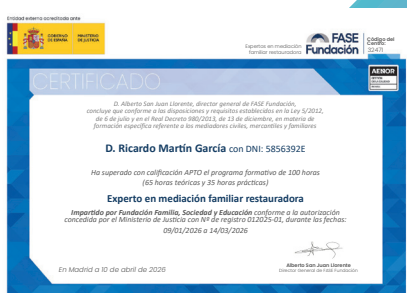 Entidad externa acreditada ante
GOBIERNO DE ESPAÑA
MINISTERIO DE JUSTICIA
Expertos en mediación
familiar restauradora
FASE
Fundación
Código del
Centro:
32471
CERTIFICADO
AENOR
D. Alberto San Juan Llorente, director general de FASE Fundación,
concluye que conforme a las disposiciones y requisitos establecidos en la Ley 5/2012,
de 6 de julio y en el Real Decreto 980/2013, de 13 de diciembre, en materia de
formación específica referente a las mediadores civiles, mercantiles y familiares
D. Ricardo Martín García con DNI: 5856392E
Ha superado con calificación APTO el programa formativo de 100 horas
(65 horas teóricas y 35 horas prácticas)
Experto en mediación familiar restauradora
Impartido por Fundación Familia, Sociedad y Educación conforme a la autorización
concedida por el Ministerio de Justicia con Nº de registro 012025-01, durante las fechas:
09/01/2026 a 14/03/2026
En Madrid a 10 de abril de 2026
Alberto San Juan Llorente
Director General de FASE Fundación